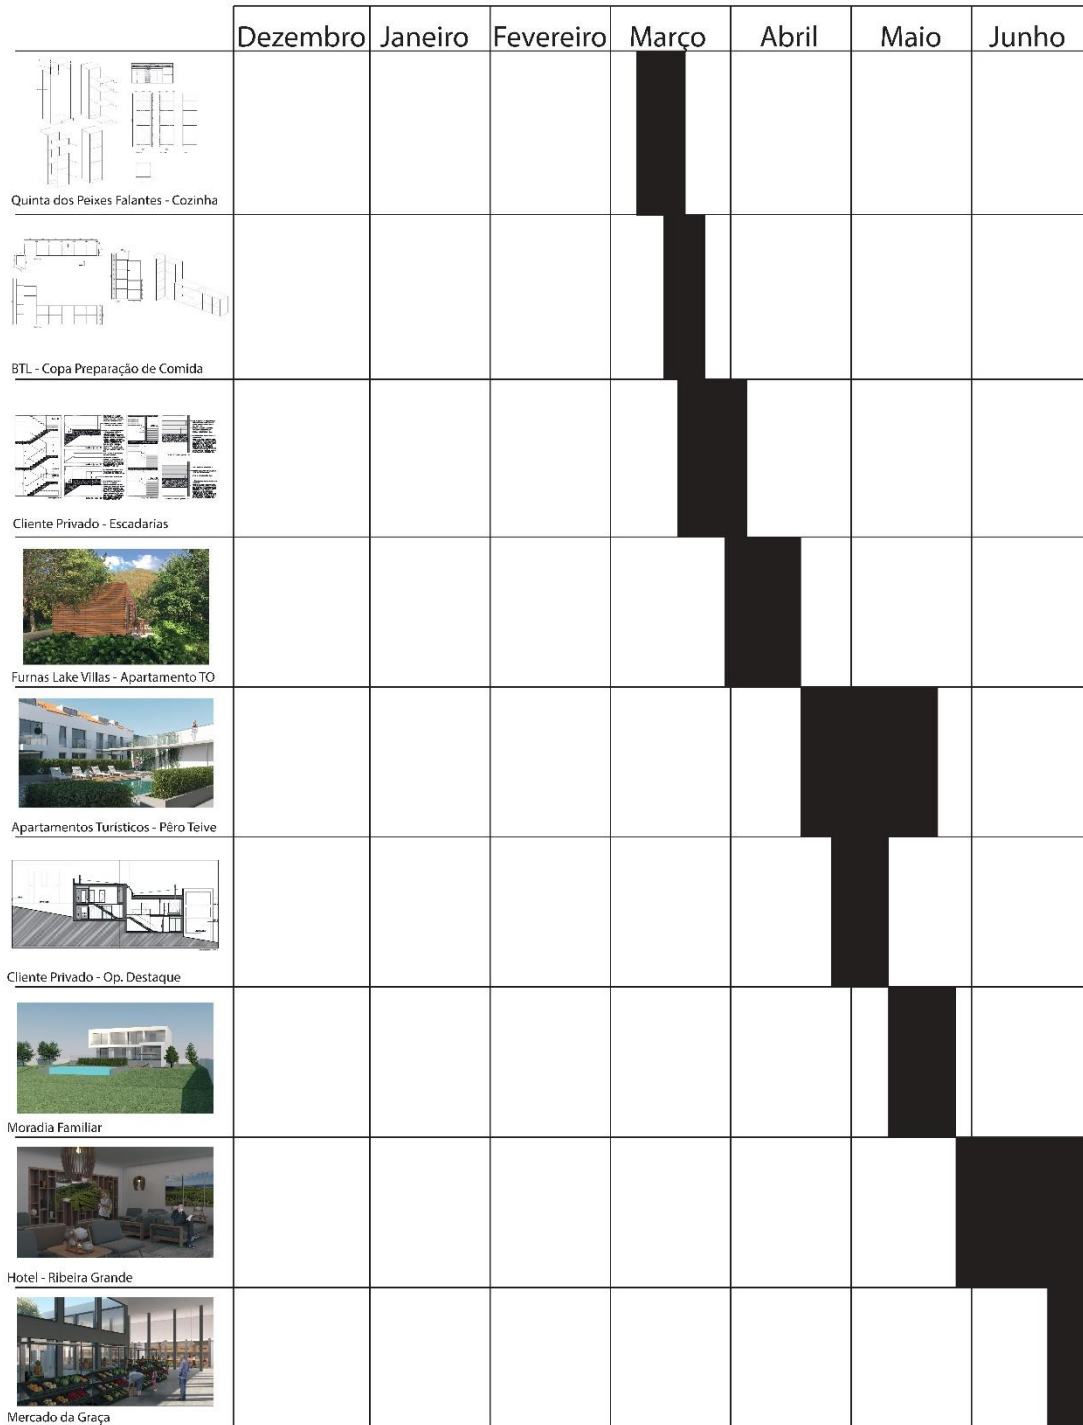 Dezembro Janeiro Fevereiro Março Abril Maio Junho
Quinta dos Peixes Falantes - Cozinha
BTL - Copa Preparação de Comida
Cliente Privado - Escadarias
Furnas Lake Villas - Apartamento TO
Apartamentos Turísticos - Pêro Teive
Cliente Privado - Op. Destaque
Moradia Familiar
Hotel - Ribeira Grande
Mercado da Graça